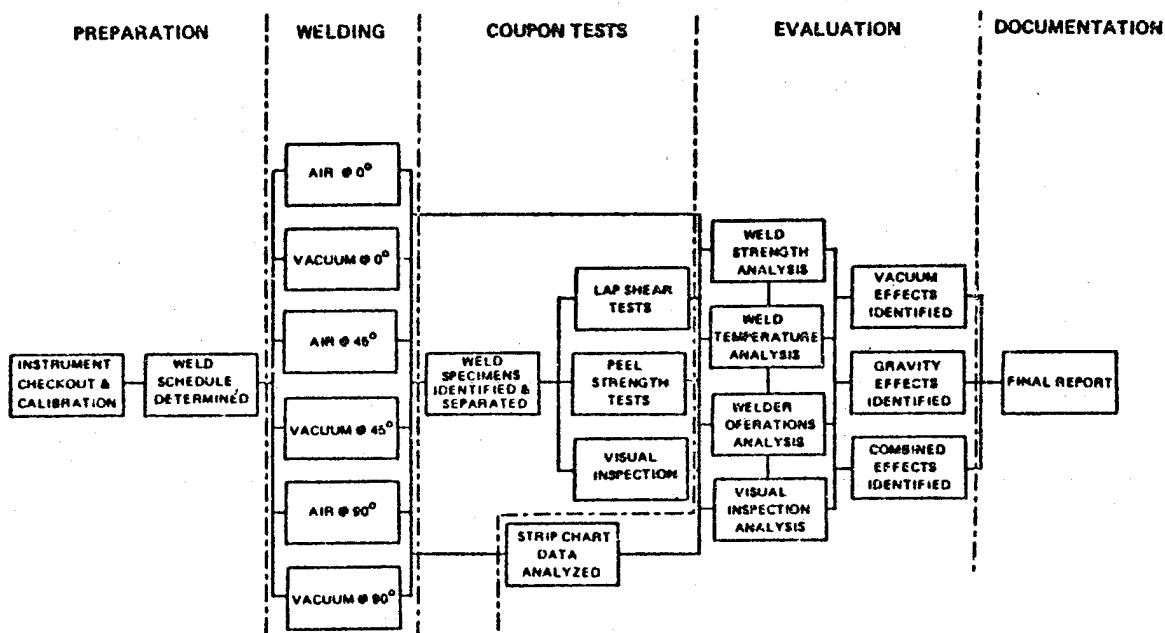 PREPARATION
WELDING
COUPON TESTS
EVALUATION
DOCUMENTATION
INSTRUMENT
CHECKOUT &
CALIBRATION
WELD
SCHEDULE
DETERMINED
AIR @ 0°
VACUUM @ 0°
AIR @ 45°
VACUUM @ 45°
AIR @ 90°
VACUUM @ 90°
WELD
SPECIMENS
IDENTIFIED &
SEPARATED
LAP SHEAR
TESTS
PEEL
STRENGTH
TESTS
VISUAL
INSPECTION
STRIP CHART
DATA
ANALYZED
WELD
STRENGTH
ANALYSIS
WELD
TEMPERATURE
ANALYSIS
WELDER
OPERATIONS
ANALYSIS
VISUAL
INSPECTION
ANALYSIS
VACUUM
EFFECTS
IDENTIFIED
GRAVITY
EFFECTS
IDENTIFIED
COMBINED
EFFECTS
IDENTIFIED
FINAL REPORT